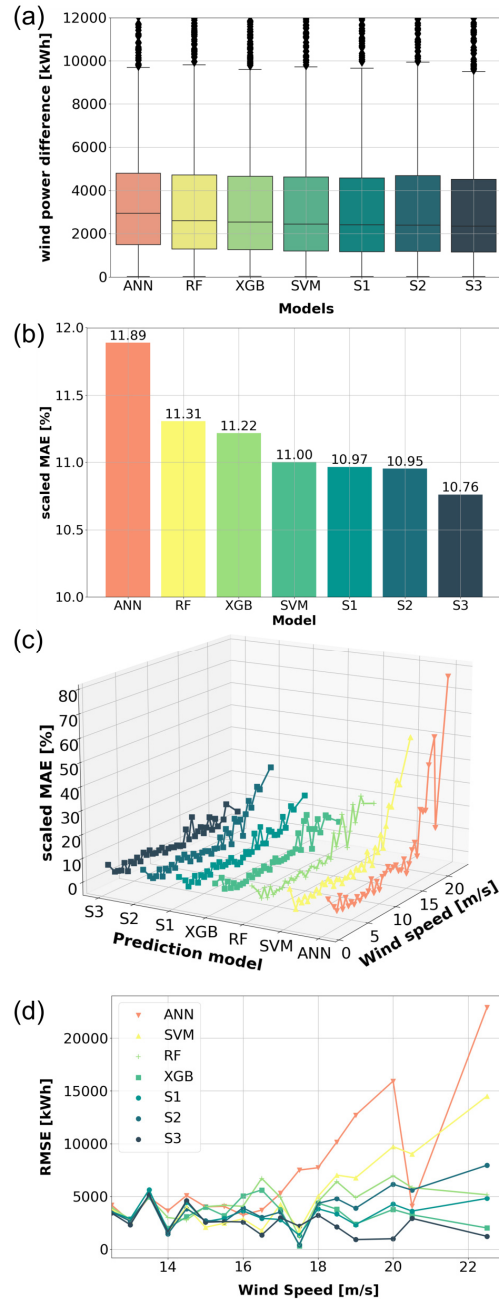 (a)
wind power difference [kWh]
12000
10000
8000
6000
4000
2000
0
ANN RF XGB SVM S1 S2 S3
Models
(b)
scaled MAE [%]
12.0
11.5
11.0
10.5
10.0
11.89
11.31
11.22
11.00
10.97
10.95
10.76
ANN RF XGB SVM S1 S2 S3
Model
(c)
scaled MAE [%]
80
70
60
50
40
30
20
10
0
S3 S2 S1 XGB RF SVM ANN
Prediction model
0 5 10 15 20
Wind speed [m/s]
(d)
RMSE [kWh]
20000
15000
10000
5000
0
ANN
SVM
RF
XGB
S1
S2
S3
14 16 18 20 22
Wind Speed [m/s]